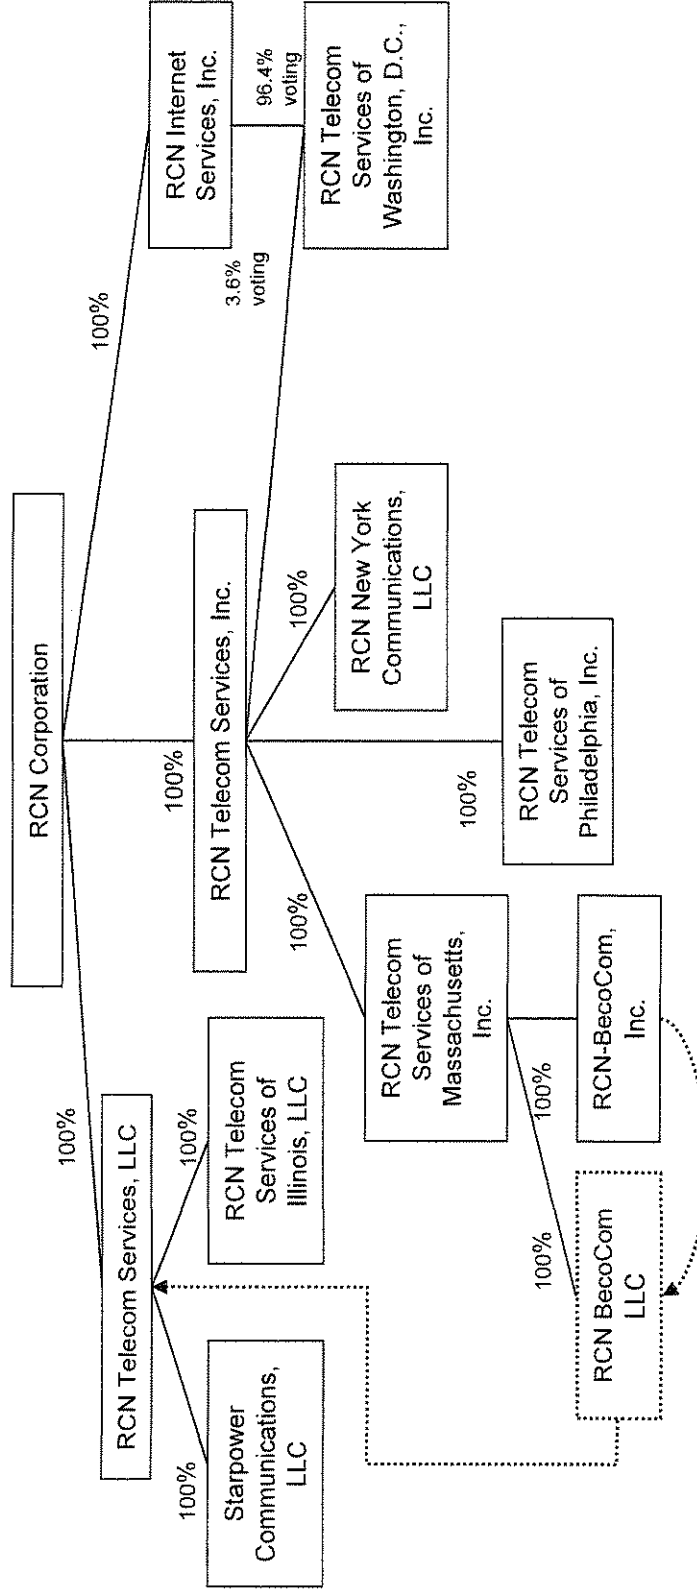 RCN Corporation
100%
100%
100%
RCN Telecom Services, LLC
RCN Telecom Services, Inc.
RCN Internet
Services, Inc.
100%
100%
Starpower
Communications,
LLC
RCN Telecom
Services of
Illinois, LLC
100%
100%
100%
3.6%
voting
96.4%
voting
RCN Telecom
Services of
Massachusetts,
Inc.
RCN New York
Communications,
LLC
RCN Telecom
Services of
Washington, D.C.,
Inc.
RCN Telecom
Services of
Philadelphia, Inc.
100%
100%
RCN BecoCom
LLC
RCN-BecoCom,
Inc.